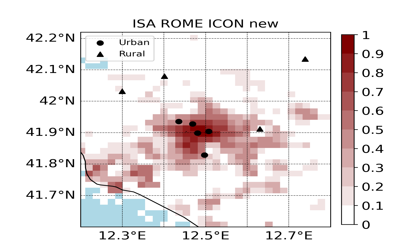 ISA ROME ICON new
Urban
Rural
42.2°N
42.1°N
42°N
41.9°N
41.8°N
41.7°N
12.3°E
12.5°E
12.7°E
1
0.9
0.8
0.7
0.6
0.5
0.4
0.3
0.2
0.1
0